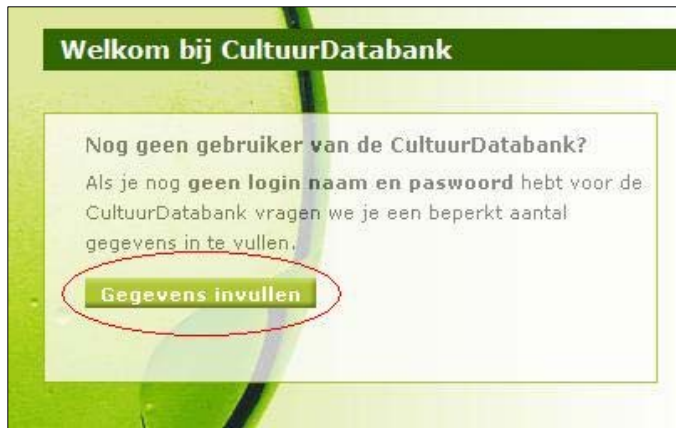 Welkom bij CultuurDatabank
Nog geen gebruiker van de CultuurDatabank?
Als je nog geen login naam en paswoord hebt voor de
CultuurDatabank vragen we je een beperkt aantal
gegevens in te vullen.
Gegevens invullen